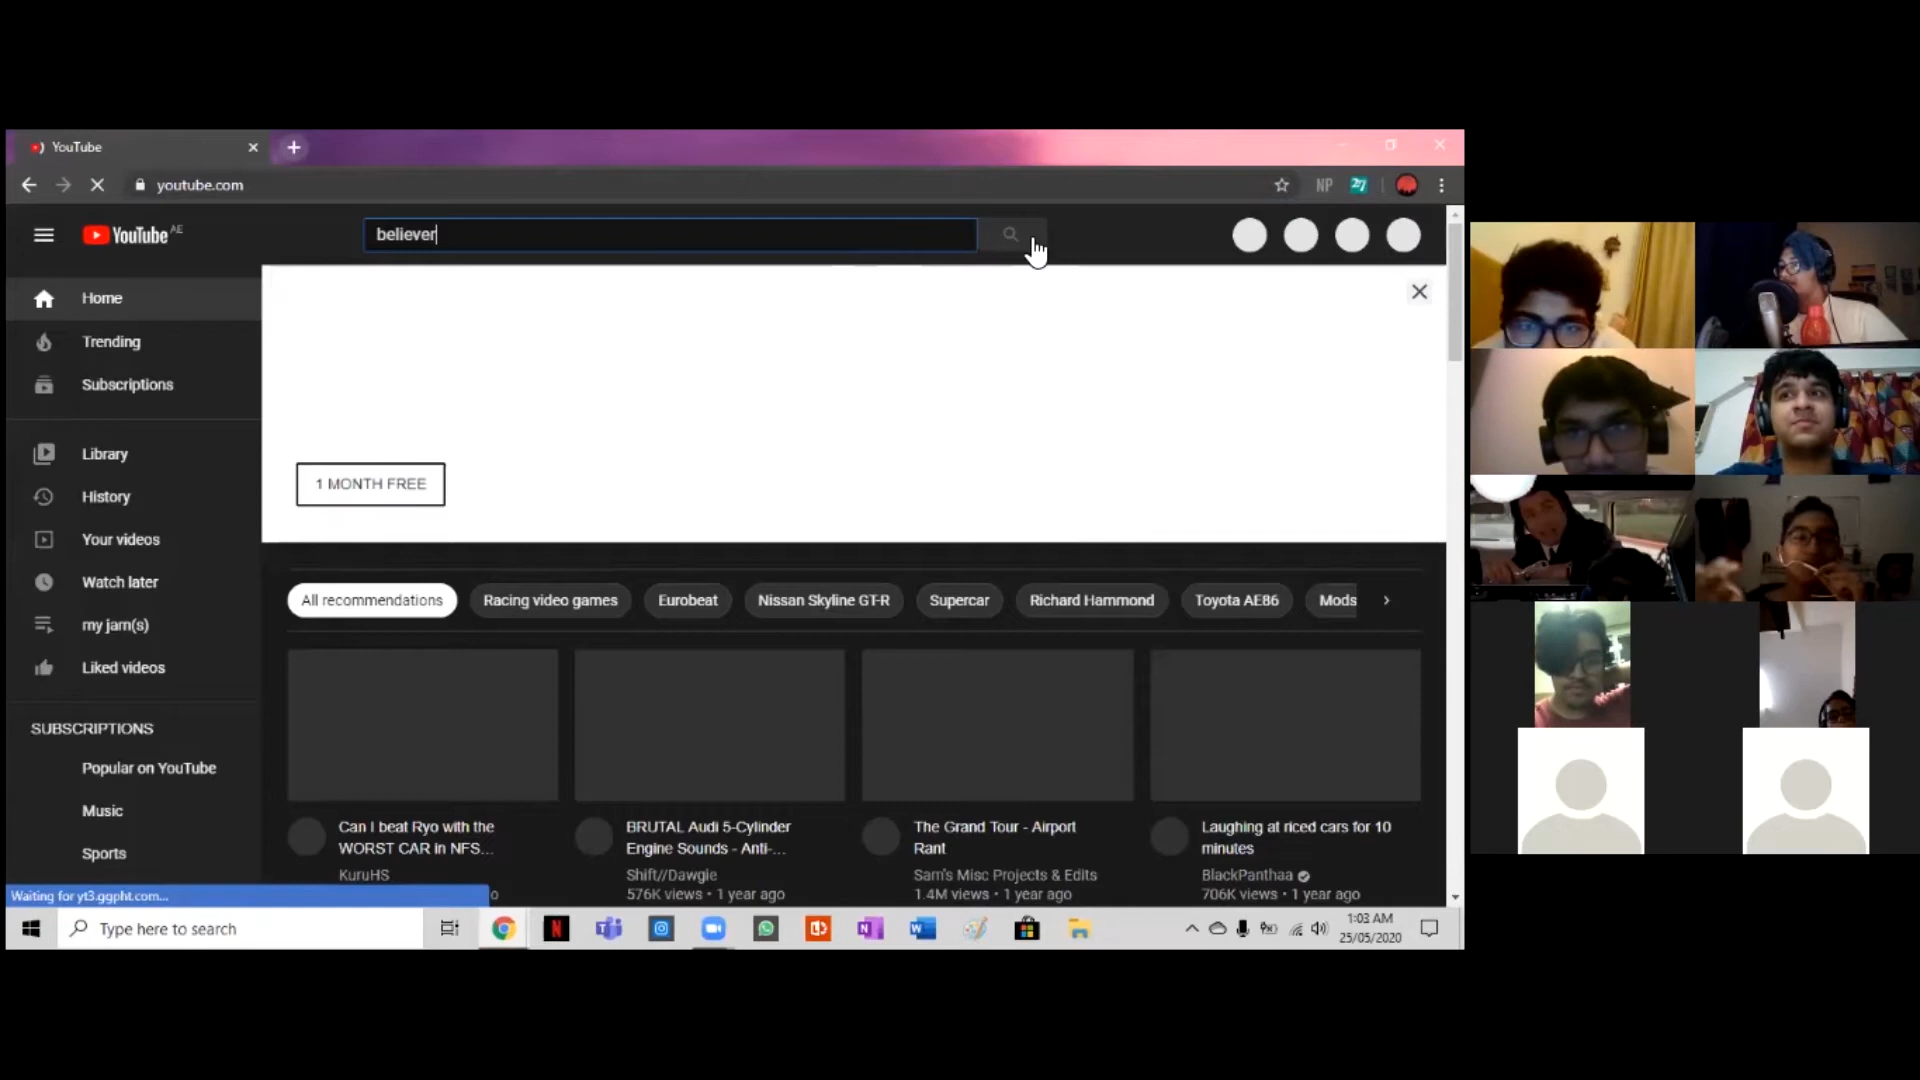 YouTube
youtube.com
NP
YouTube AE
believer
Home
Trending
Subscriptions
Library
History
Your videos
Watch later
my jam(s)
Liked videos
SUBSCRIPTIONS
Popular on YouTube
Music
Sports
1 MONTH FREE
All recommendations
Racing video games
Eurobeat
Nissan Skyline GT-R
Supercar
Richard Hammond
Toyota AE86
Mods
Can I beat Ryo with the
WORST CAR in NFS...
KuruHS
BRUTAL Audi 5-Cylinder
Engine Sounds - Anti-...
Shift//Dawgie
576K views • 1 year ago
The Grand Tour - Airport
Rant
Sam's Misc Projects & Edits
1.4M views • 1 year ago
Laughing at riced cars for 10
minutes
BlackPanthaa
706K views • 1 year ago
Waiting for yt3.ggpht.com...
Type here to search
1:03 AM
25/05/2020